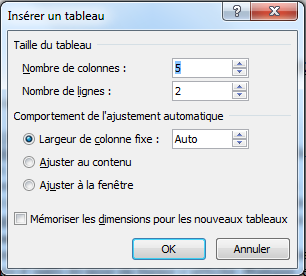 Insérer un tableau
Taille du tableau
Nombre de colonnes : 5
Nombre de lignes : 2
Comportement de l'ajustement automatique
Largeur de colonne fixe : Auto
Ajuster au contenu
Ajuster à la fenêtre
Mémoriser les dimensions pour les nouveaux tableaux
OK Annuler